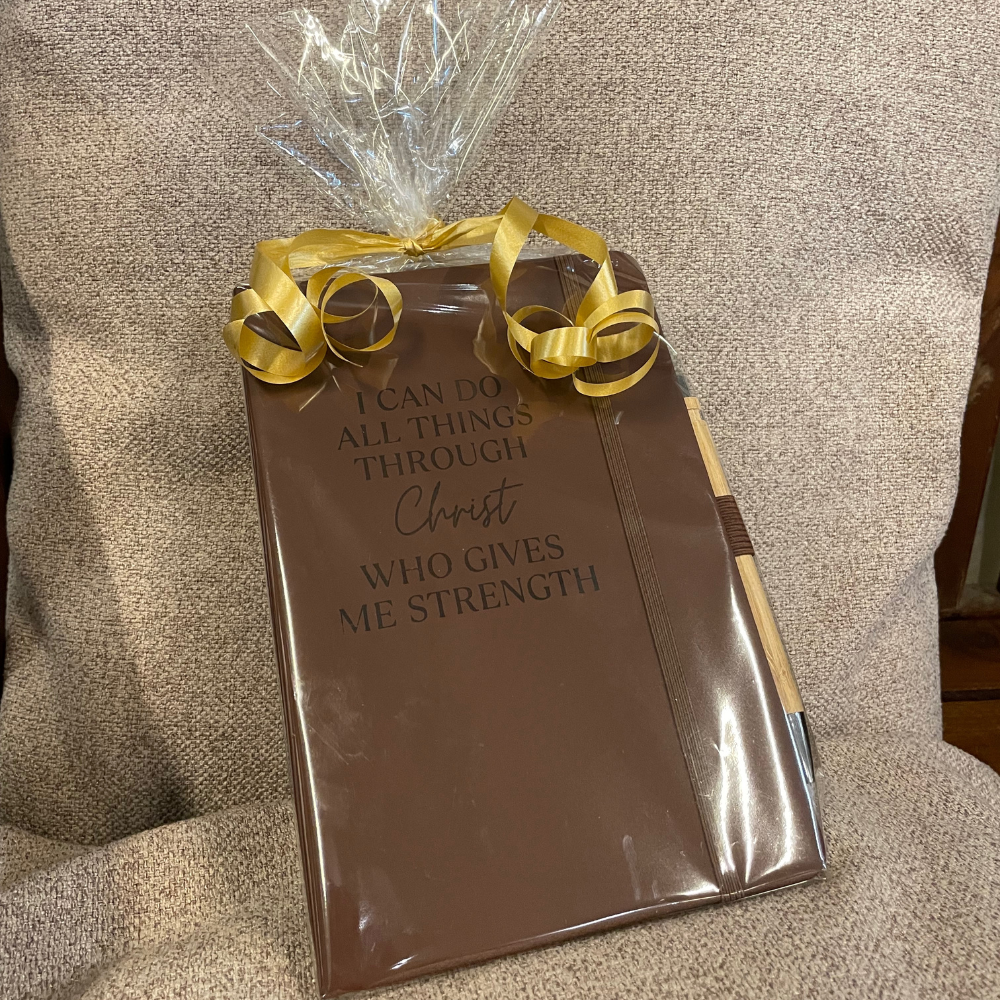 I CAN DO
ALL THINGS
THROUGH
Christ
WHO GIVES
ME STRENGTH